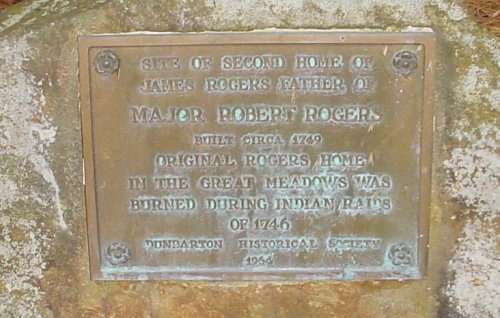 SITE OF SECOND HOME OF
JAMES ROGERS FATHER OF
MAJOR ROBERT ROGERS
BUILT CIRCA 1749
ORIGINAL ROGERS HOME
IN THE GREAT MEADOWS WAS
BURNED DURING INDIAN RAIDS
OF 1746
DUNBARTON HISTORICAL SOCIETY
1964